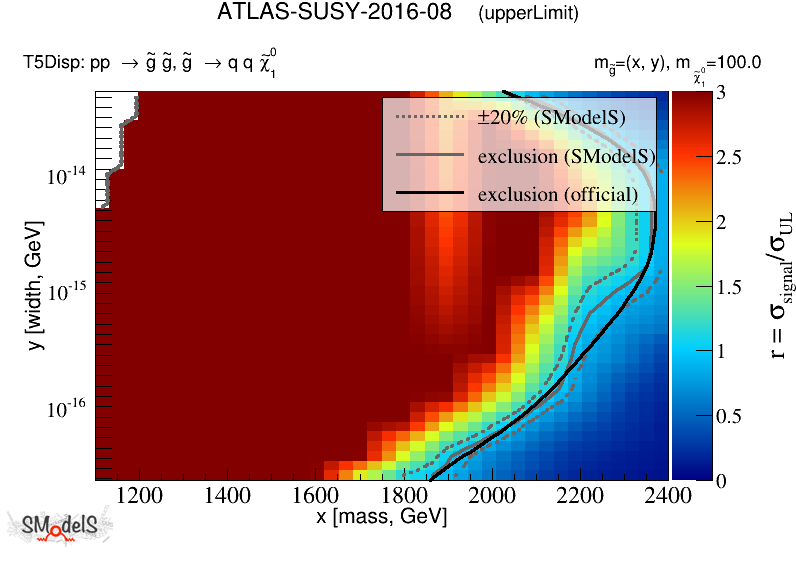 ATLAS-SUSY-2016-08 (upperLimit)
T5Disp: pp → g̃ g̃, g̃ → q q χ̃₁⁰
m_g̃=(x, y), m_χ̃₁⁰=100.0
±20% (SModelS)
exclusion (SModelS)
exclusion (official)
y [width, GeV]
10⁻¹⁴
10⁻¹⁵
10⁻¹⁶
1200 1400 1600 1800 2000 2200 2400
x [mass, GeV]
3
2.5
2
1.5
1
0.5
0
r = σ_signal/σ_UL
SModelS